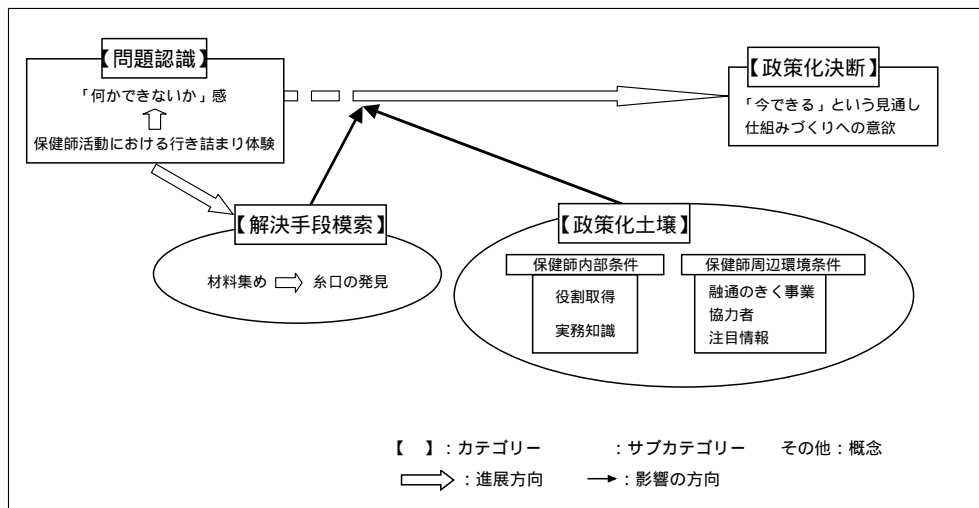 【問題認識】
「何かできないか」感
保健師活動における行き詰まり体験
【政策化決断】
「今できる」という見通し
仕組みづくりへの意欲
【解決手段模索】
材料集め
糸口の発見
【政策化土壌】
保健師内部条件
役割取得
実務知識
保健師周辺環境条件
融通のきく事業
協力者
注目情報
【　】：カテゴリー　　：サブカテゴリー　その他：概念
：進展方向　：影響の方向